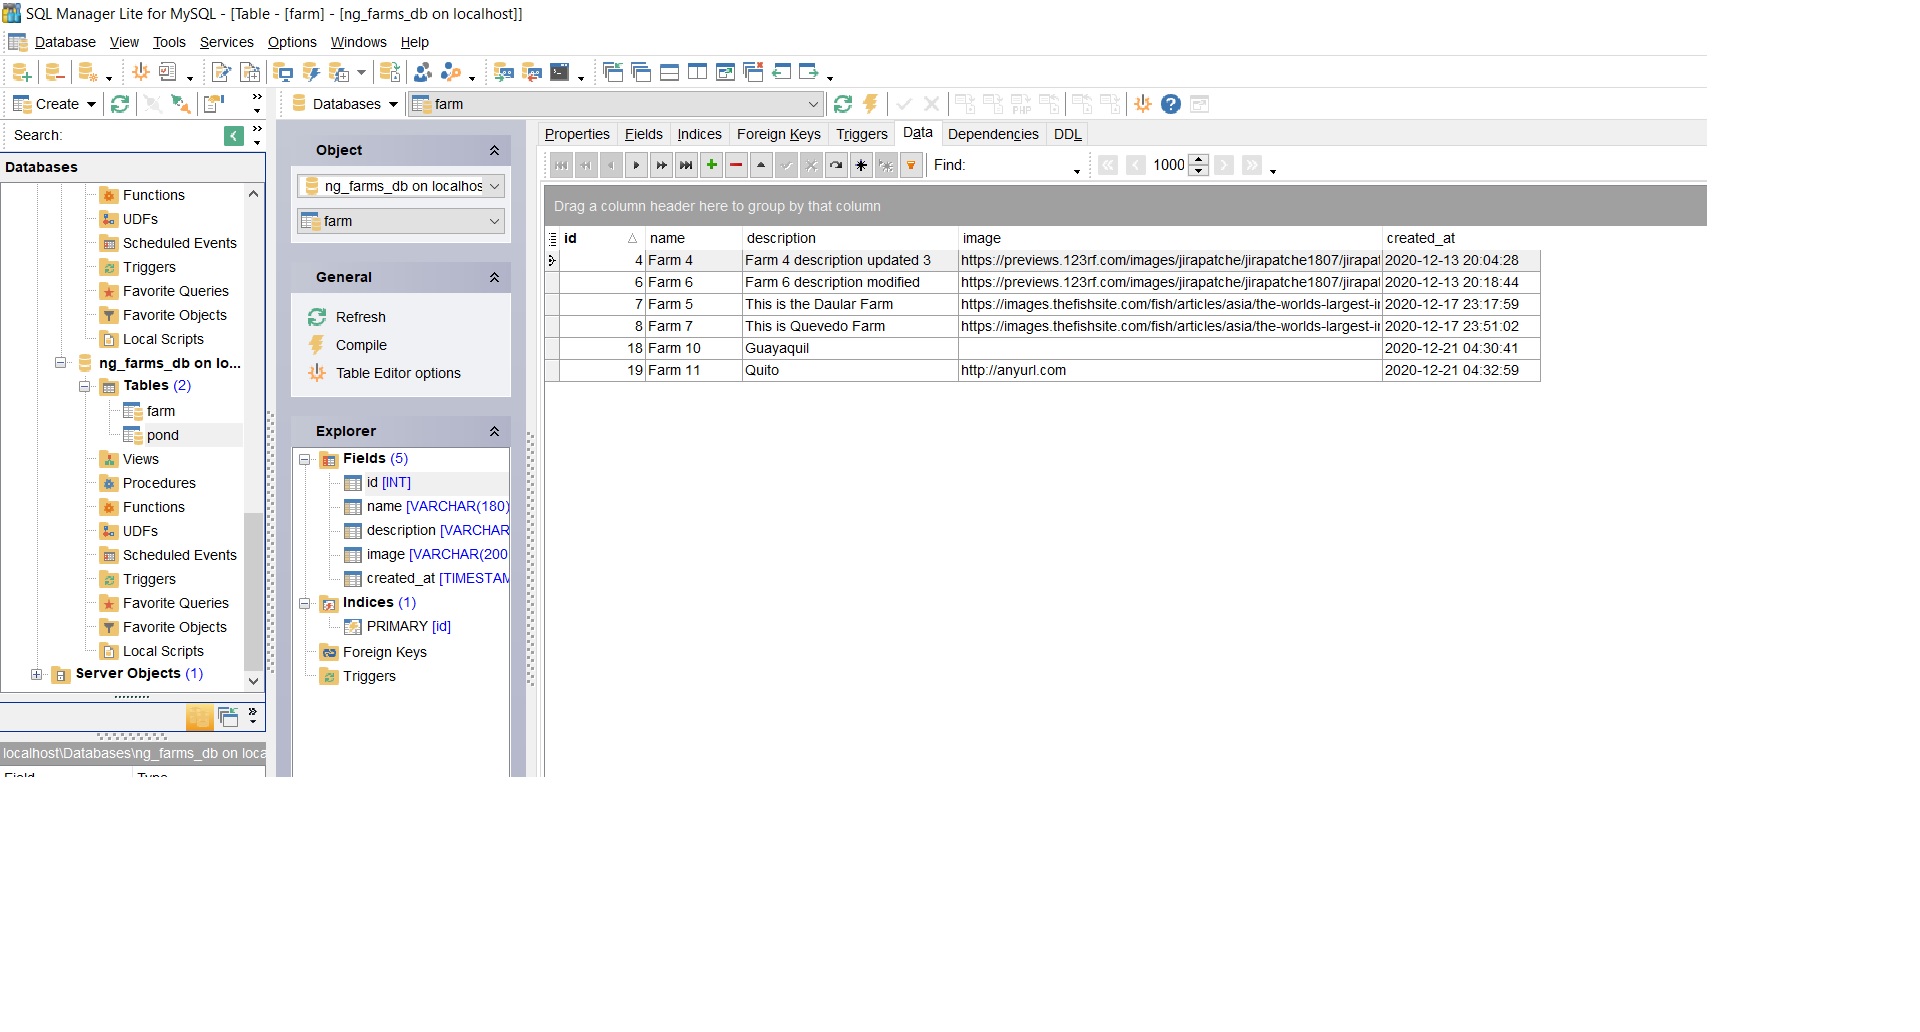 SQL Manager Lite for MySQL - [Table - [farm] - [ng_farms_db on localhost]]
Database View Tools Services Options Windows Help
Create
Databases farm
Search:
Databases
Functions
UDFs
Scheduled Events
Triggers
Favorite Queries
Favorite Objects
Local Scripts
ng_farms_db on lo...
Tables (2)
farm
pond
Views
Procedures
Functions
UDFs
Scheduled Events
Triggers
Favorite Queries
Favorite Objects
Local Scripts
Server Objects (1)
localhost\Databases\ng_farms_db on loca
Field Type
Object
ng_farms_db on localhos
farm
General
Refresh
Compile
Table Editor options
Explorer
Fields (5)
id [INT]
name [VARCHAR(180)
description [VARCHAR
image [VARCHAR(200
created_at [TIMESTAM
Indices (1)
PRIMARY [id]
Foreign Keys
Triggers
Properties Fields Indices Foreign Keys Triggers Data Dependencies DDL
Find: 1000
Drag a column header here to group by that column
id name description image created_at
4 Farm 4 Farm 4 description updated 3 https://previews.123rf.com/images/jirapatche/jirapatche1807/jirapat 2020-12-13 20:04:28
6 Farm 6 Farm 6 description modified https://previews.123rf.com/images/jirapatche/jirapatche1807/jirapat 2020-12-13 20:18:44
7 Farm 5 This is the Daular Farm https://images.thefishsite.com/fish/articles/asia/the-worlds-largest-ir 2020-12-17 23:17:59
8 Farm 7 This is Quevedo Farm https://images.thefishsite.com/fish/articles/asia/the-worlds-largest-ir 2020-12-17 23:51:02
18 Farm 10 Guayaquil 2020-12-21 04:30:41
19 Farm 11 Quito http://anyurl.com 2020-12-21 04:32:59